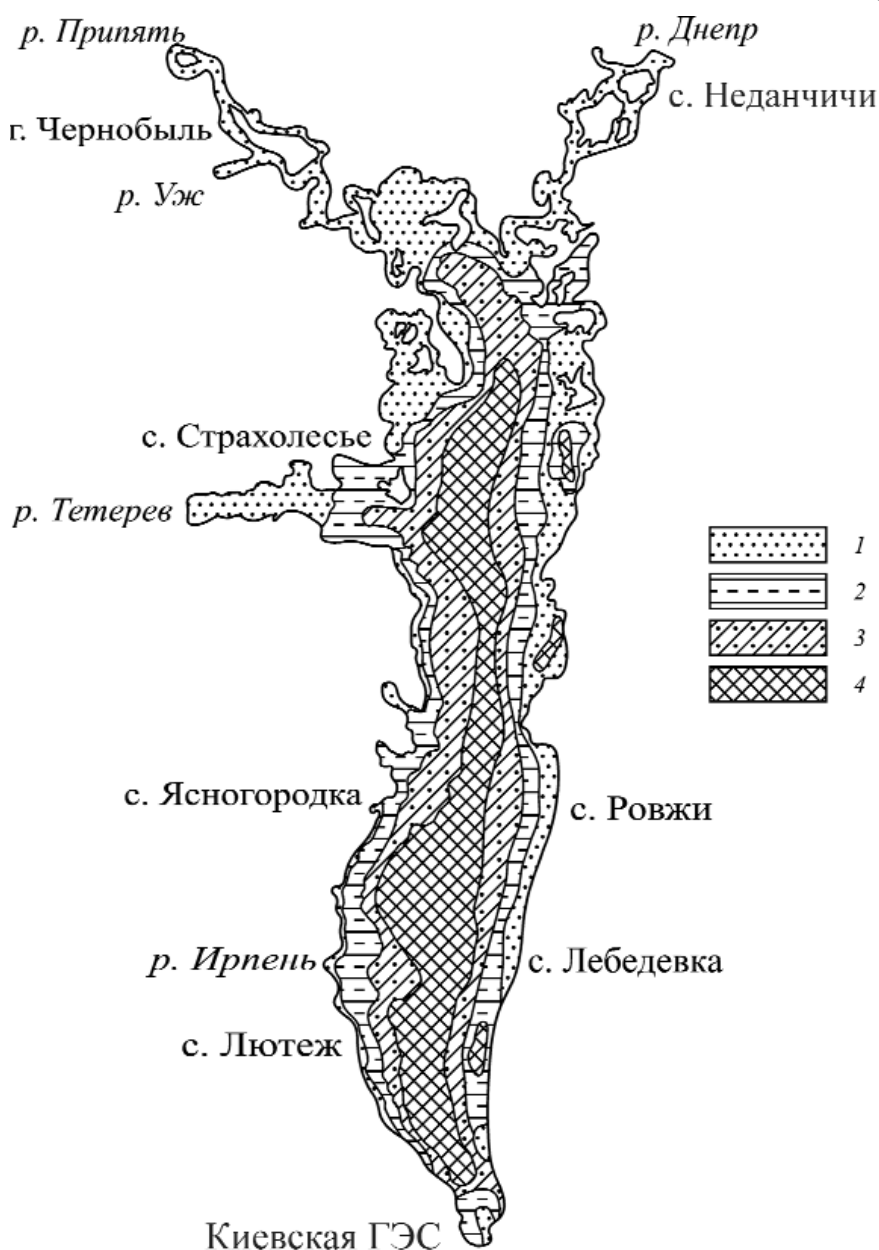 р. Припять
р. Днепр
с. Неданчичи
г. Чернобыль
р. Уж
с. Страхолесье
р. Тетерев
1
2
3
4
с. Ясногородка
с. Ровжи
р. Ирпень
с. Лебедевка
с. Лютеж
Киевская ГЭС